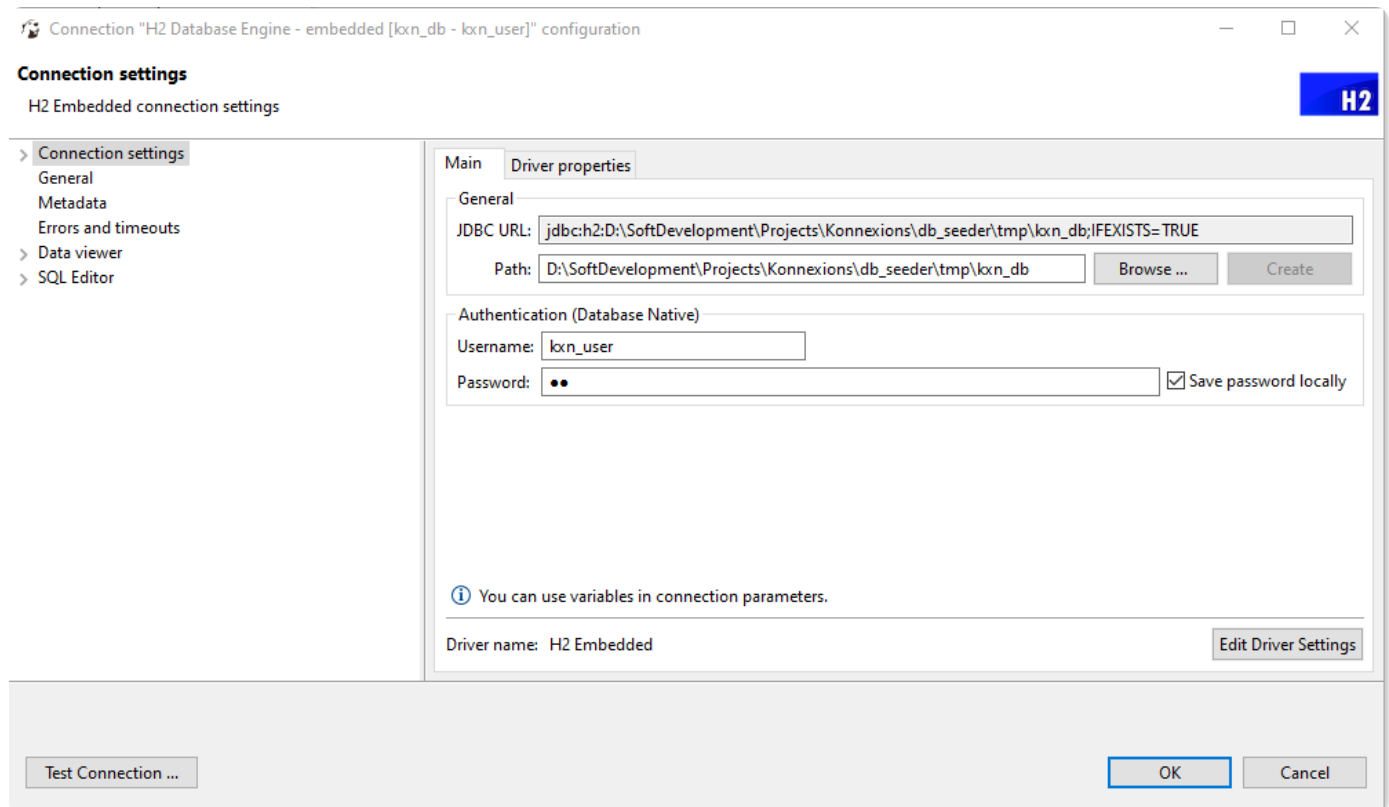 Connection "H2 Database Engine - embedded [kxn_db - kxn_user]" configuration
Connection settings
H2 Embedded connection settings
H2
Connection settings
General
Metadata
Errors and timeouts
Data viewer
SQL Editor
Main Driver properties
General
JDBC URL: jdbc:h2:D:\SoftDevelopment\Projects\Konnexions\db_seeder\tmp\kxn_db;IFEXISTS=TRUE
Path: D:\SoftDevelopment\Projects\Konnexions\db_seeder\tmp\kxn_db Browse ... Create
Authentication (Database Native)
Username: kxn_user
Password: ●● Save password locally
You can use variables in connection parameters.
Driver name: H2 Embedded Edit Driver Settings
Test Connection ... OK Cancel